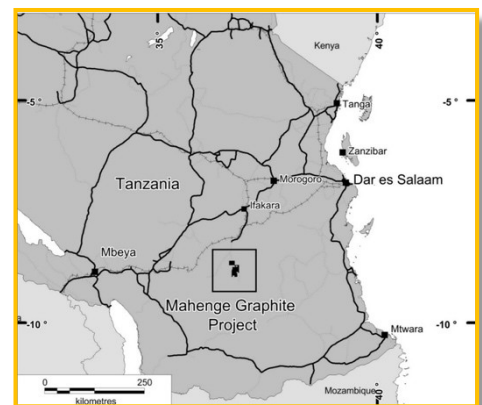 35°
40°
Kenya
-5°
-5°
Tanga
Zanzibar
Tanzania
Morogoro
Dar es Salaam
Ifakara
Mbeya
Mahenge Graphite
Project
-10°
-10°
Mtwara
0 250
kilometres
Mozambique
40°